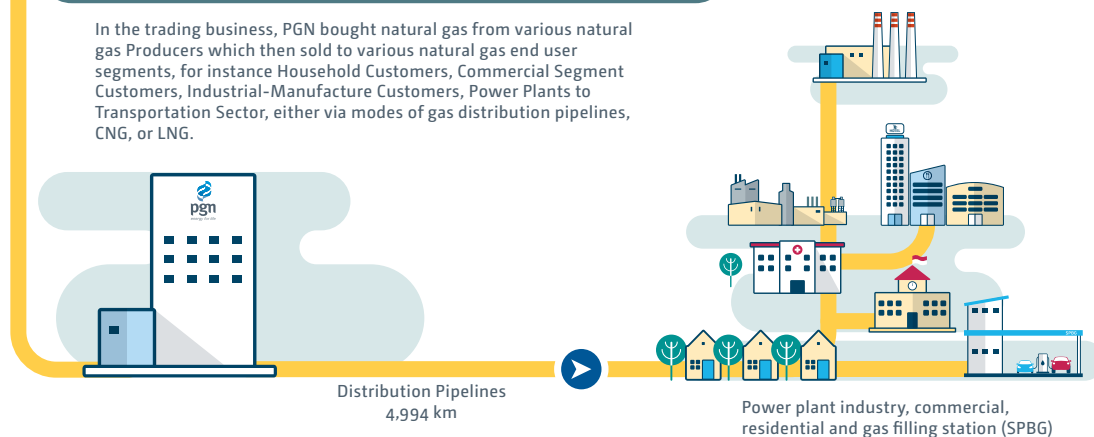 In the trading business, PGN bought natural gas from various natural
gas Producers which then sold to various natural gas end user
segments, for instance Household Customers, Commercial Segment
Customers, Industrial-Manufacture Customers, Power Plants to
Transportation Sector, either via modes of gas distribution pipelines,
CNG, or LNG.
pgn
energy for life
SPBG
Distribution Pipelines
4,994 km
Power plant industry, commercial,
residential and gas filling station (SPBG)